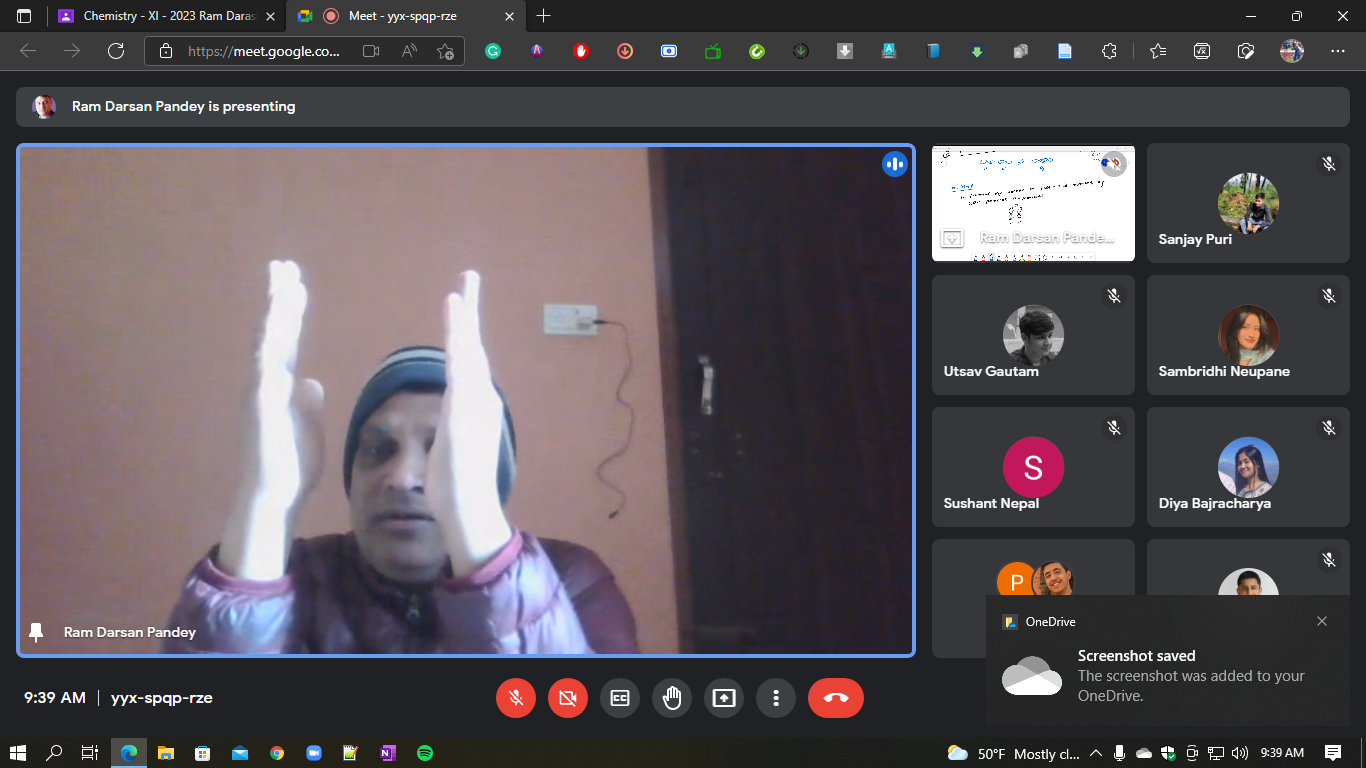 Chemistry - XI - 2023 Ram Daras
Meet - yyx-spqp-rze
https://meet.google.co...
Ram Darsan Pandey is presenting
Ram Darsan Pande...
Sanjay Puri
Utsav Gautam
Sambridhi Neupane
S
Sushant Nepal
Diya Bajracharya
P
Ram Darsan Pandey
OneDrive
Screenshot saved
The screenshot was added to your
OneDrive.
9:39 AM | yyx-spqp-rze
CC
50°F Mostly cl...
9:39 AM